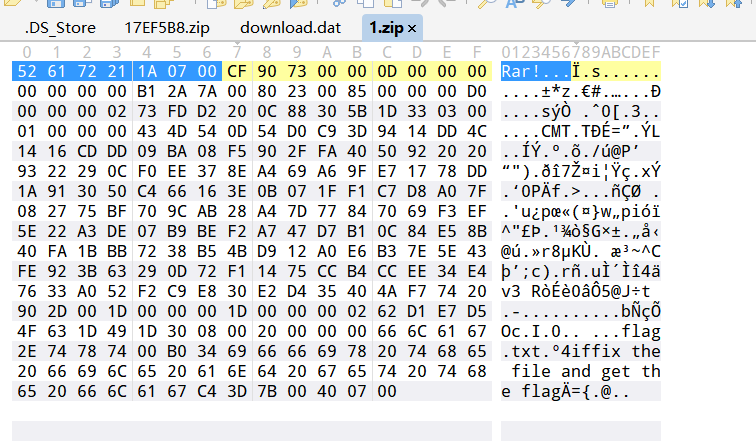 .DS_Store 17EF5B8.zip download.dat 1.zip ×
0 1 2 3 4 5 6 7 8 9 A B C D E F 0123456789ABCDEF
52 61 72 21 1A 07 00 CF 90 73 00 00 0D 00 00 00 Rar!...Ï.s......
00 00 00 00 B1 2A 7A 00 80 23 00 85 00 00 00 D0 ....±*z.€#.…...Ð
00 00 00 02 73 FD D2 20 0C 88 30 5B 1D 33 03 00 ....sýÒ .ˆ0[.3..
01 00 00 00 43 4D 54 0D 54 D0 C9 3D 94 14 DD 4C ....CMT.TÐÉ=”.ÝL
14 16 CD DD 09 BA 08 F5 90 2F FA 40 50 92 20 20 ..ÍÝ.º.õ./ú@P’
93 22 29 0C F0 EE 37 8E A4 69 A6 9F E7 17 78 DD “").ðî7Ž¤i¦Ÿç.xÝ
1A 91 30 50 C4 66 16 3E 0B 07 1F F1 C7 D8 A0 7F .‘0PÄf.>...ñÇØ .
08 27 75 BF 70 9C AB 28 A4 7D 77 84 70 69 F3 EF .'u¿pœ«(¤}w„pióï
5E 22 A3 DE 07 B9 BE F2 A7 47 D7 B1 0C 84 E5 8B ^"£Þ.¹¾ò§G×±.„å‹
40 FA 1B BB 72 38 B5 4B D9 12 A0 E6 B3 7E 5E 43 @ú.»r8µKÙ. æ³~^C
FE 92 3B 63 29 0D 72 F1 14 75 CC B4 CC EE 34 E4 þ’;c).rñ.uÌ´Ìî4ä
76 33 A0 52 F2 C9 E8 30 E2 D4 35 40 4A F7 74 20 v3 RòÉè0âÔ5@J÷t
90 2D 00 1D 00 00 00 1D 00 00 00 02 62 D1 E7 D5 .-..........bÑçÕ
4F 63 1D 49 1D 30 08 00 20 00 00 00 66 6C 61 67 Oc.I.0.. ...flag
2E 74 78 74 00 B0 34 69 66 66 69 78 20 74 68 65 .txt.°4iffix the
20 66 69 6C 65 20 61 6E 64 20 67 65 74 20 74 68 file and get th
65 20 66 6C 61 67 C4 3D 7B 00 40 07 00 e flagÄ={.@..